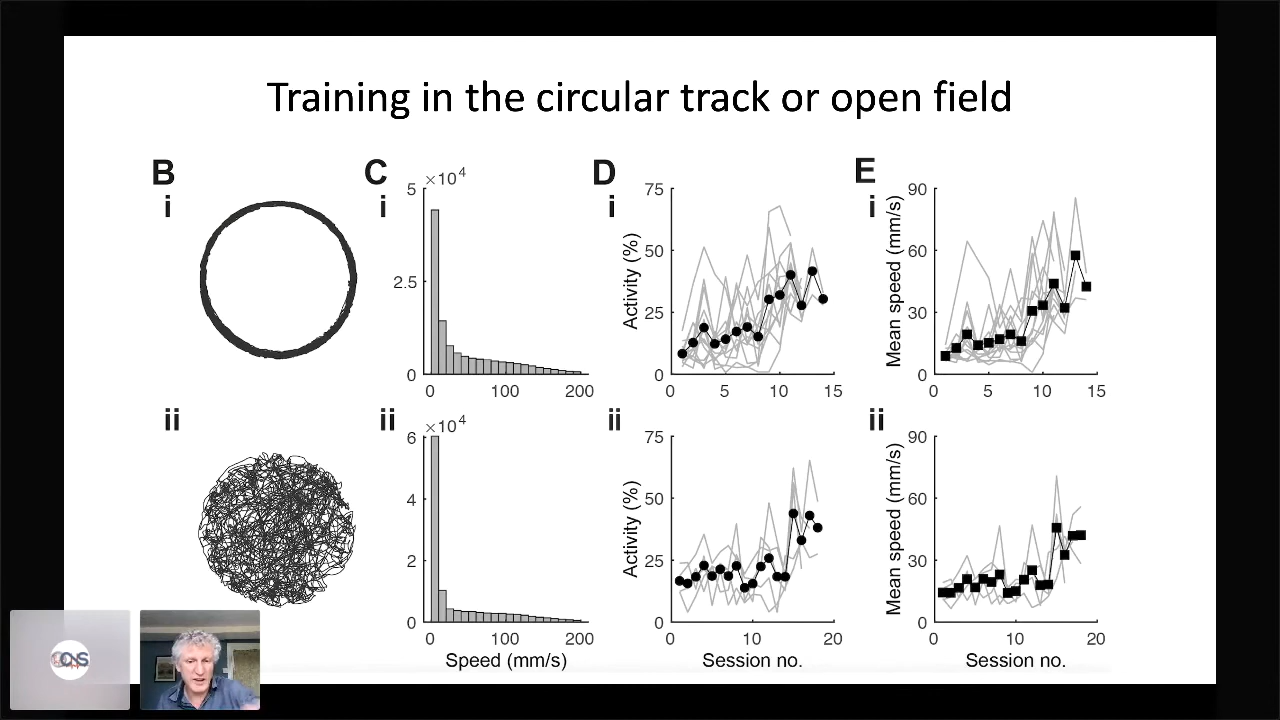 Training in the circular track or open field
B
C
D
E
i
i
i
i
5
×10⁴
2.5
0
0
100
200
Activity (%)
75
50
25
0
0
5
10
15
Mean speed (mm/s)
90
60
30
0
0
5
10
15
ii
ii
ii
ii
×10⁴
6
4
2
0
0
100
200
Speed (mm/s)
Activity (%)
75
50
25
0
0
10
20
Session no.
Mean speed (mm/s)
90
60
30
0
0
10
20
Session no.